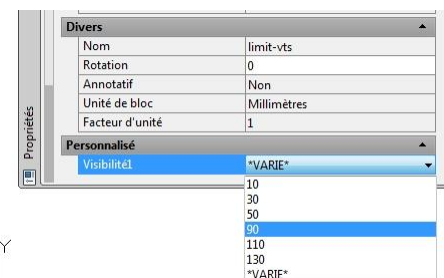 Divers
Nom limit-vts
Rotation 0
Annotatif Non
Unité de bloc Millimètres
Facteur d'unité 1
Personnalisé
Visibilité1 *VARIE*
10
30
50
90
110
130
*VARIE*
Propriétés
Y